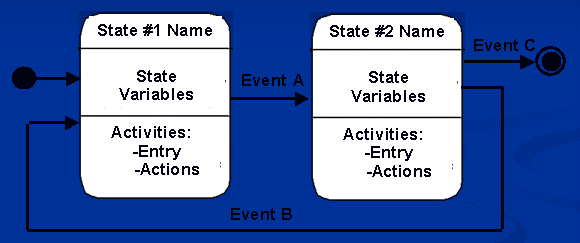 State #1 Name
State
Variables
Activities:
-Entry
-Actions
Event A
State #2 Name
State
Variables
Activities:
-Entry
-Actions
Event C
Event B